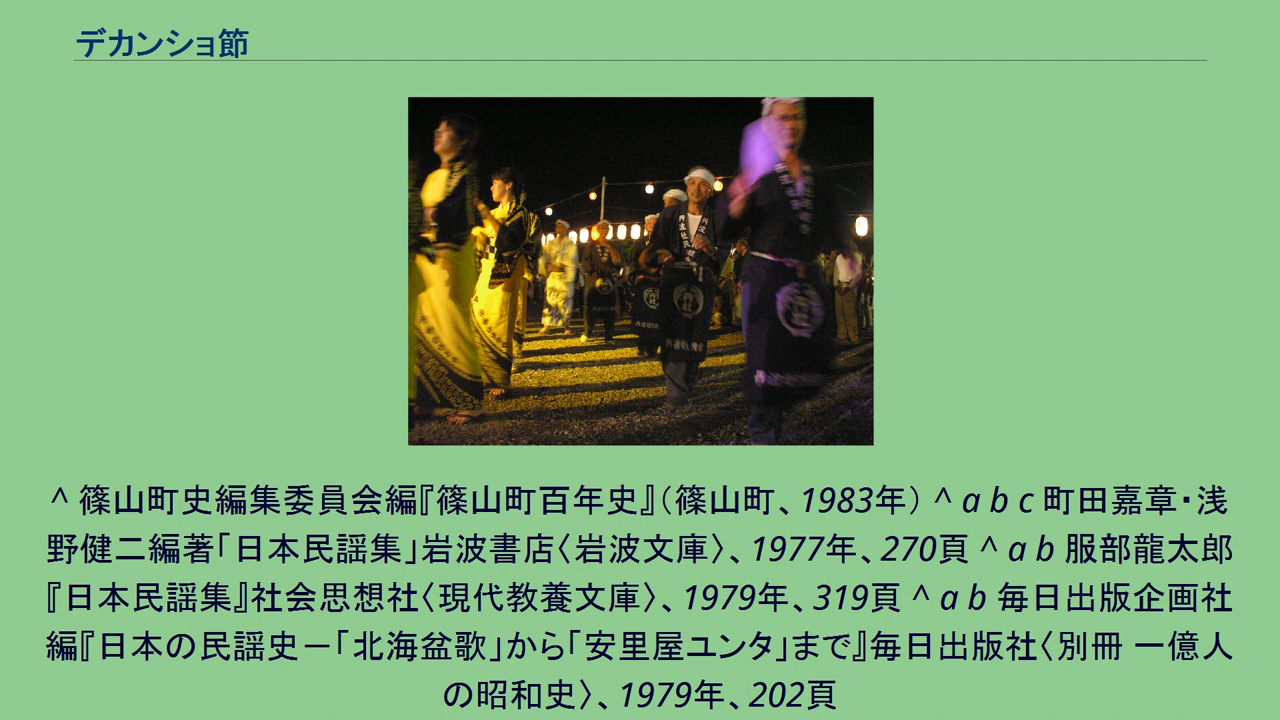 デカンショ節
^ 篠山町史編集委員会編『篠山町百年史』（篠山町、1983年） ^ a b c 町田嘉章・浅
野健二編著「日本民謡集」岩波書店〈岩波文庫〉、1977年、270頁 ^ a b 服部龍太郎
『日本民謡集』社会思想社〈現代教養文庫〉、1979年、319頁 ^ a b 毎日出版企画社
編『日本の民謡史－「北海盆歌」から「安里屋ユンタ」まで』毎日出版社〈別冊 一億人
の昭和史〉、1979年、202頁